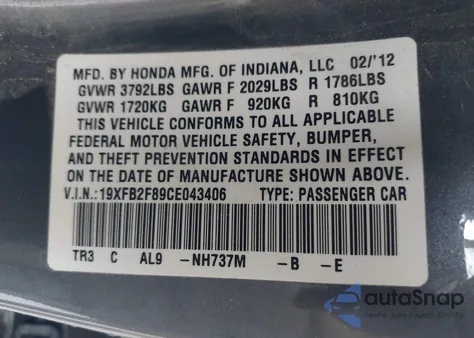 MFD. BY HONDA MFG. OF INDIANA, LLC 02/'12
GVWR 3792LBS GAWR F 2029LBS R 1786LBS
GVWR 1720KG GAWR F 920KG R 810KG
THIS VEHICLE CONFORMS TO ALL APPLICABLE
FEDERAL MOTOR VEHICLE SAFETY, BUMPER,
AND THEFT PREVENTION STANDARDS IN EFFECT
ON THE DATE OF MANUFACTURE SHOWN ABOVE.
V.I.N.:19XFB2F89CE043406 TYPE: PASSENGER CAR
TR3 C AL9 -NH737M -B -E
autoSnap